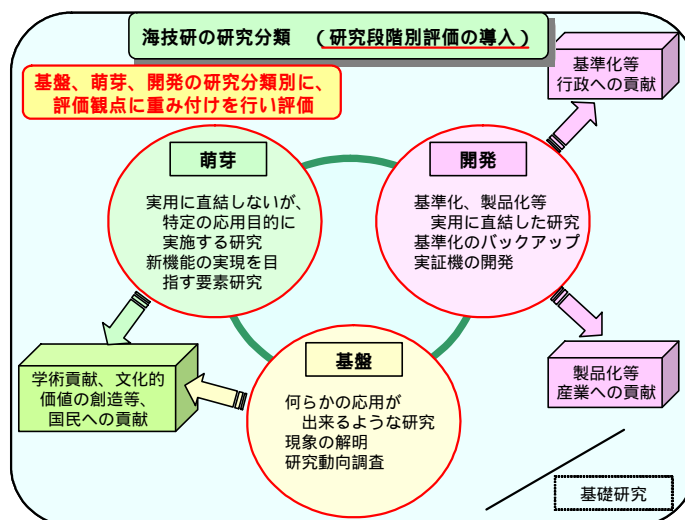 海技研の研究分類 （研究段階別評価の導入）
基盤、萌芽、開発の研究分類別に、
評価観点に重み付けを行い評価
基準化等
行政への貢献
萌芽
実用に直結しないが、
特定の応用目的に
実施する研究
新機能の実現を目
指す要素研究
開発
基準化、製品化等
実用に直結した研究
基準化のバックアップ
実証機の開発
学術貢献、文化的
価値の創造等、
国民への貢献
基盤
何らかの応用が
出来るような研究
現象の解明
研究動向調査
製品化等
産業への貢献
基礎研究